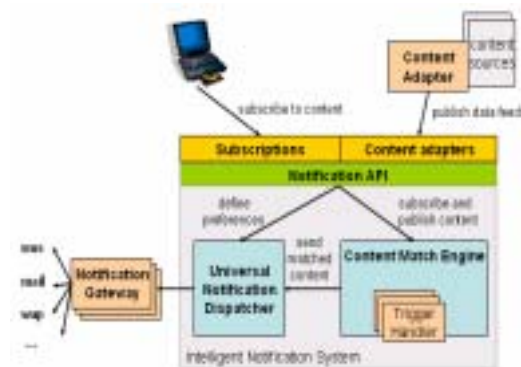 content
sources
Content
Adapter
subscribe to content
publish data feed
Subscriptions
Content adapters
Notification API
define
preferences
subscribe and
publish content
send
matched
content
Content Match Engine
Universal
Notification
Dispatcher
Notification
Gateway
sms
mail
wap
...
Trigger
Handler
Intelligent Notification System